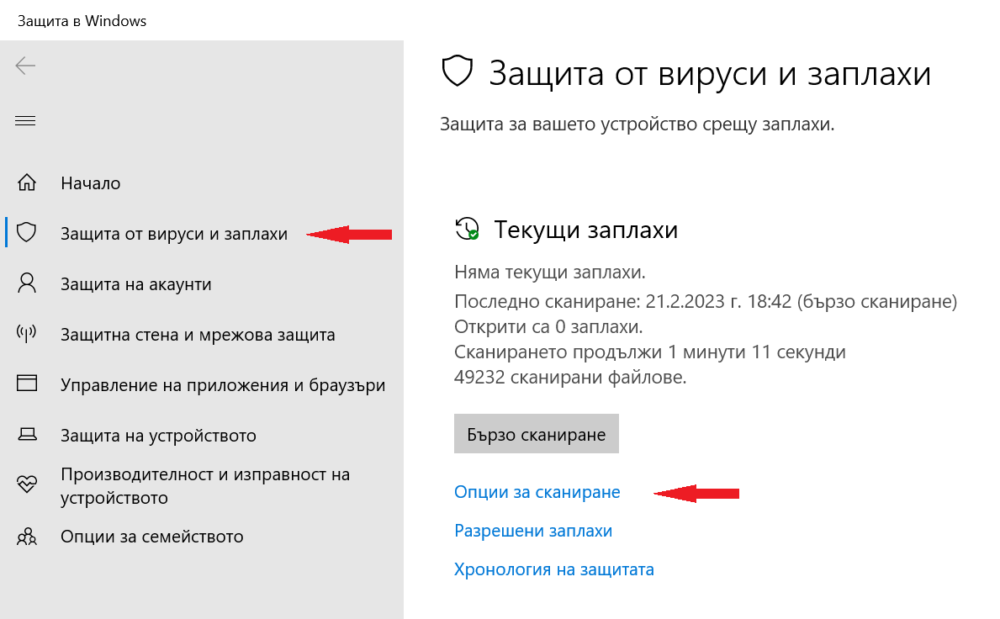 Защита в Windows
Начало
Защита от вируси и заплахи
Защита на акаунти
Защитна стена и мрежова защита
Управление на приложения и браузъри
Защита на устройството
Производителност и изправност на
устройството
Опции за семейството
Защита от вируси и заплахи
Защита за вашето устройство срещу заплахи.
Текущи заплахи
Няма текущи заплахи.
Последно сканиране: 21.2.2023 г. 18:42 (бързо сканиране)
Открити са 0 заплахи.
Сканирането продължи 1 минути 11 секунди
49232 сканирани файлове.
Бързо сканиране
Опции за сканиране
Разрешени заплахи
Хронология на защитата